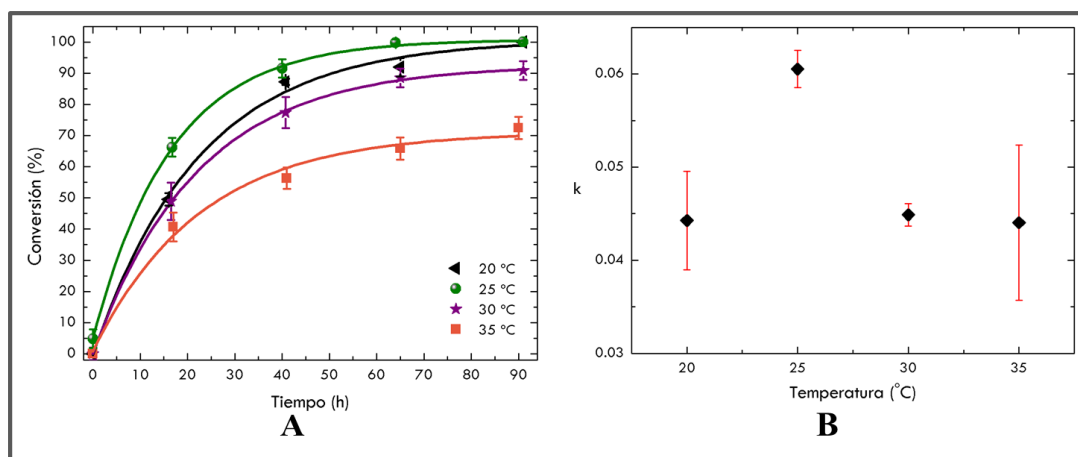 100
90
80
70
60
50
40
30
20
10
0
Conversión (%)
20 °C
25 °C
30 °C
35 °C
0 10 20 30 40 50 60 70 80 90
Tiempo (h)
A
0.06
0.05
0.04
0.03
k
20 25 30 35
Temperatura (°C)
B